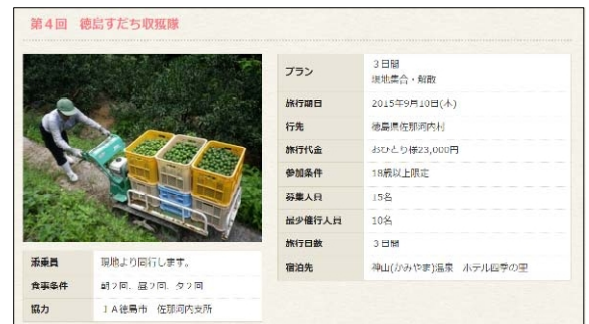 第4回 徳島すだち収獲隊
プラン
3日間
現地集合・解散
旅行期日
2015年9月10日(木)
行先
徳島県佐那河内村
旅行代金
おひとり様23,000円
参加条件
18歳以上限定
募集人員
15名
最少催行人員
10名
旅行日数
3日間
宿泊先
神山(かみやま)温泉 ホテル四季の里
添乗員
現地より同行します。
食事条件
朝2回、昼2回、夕2回
協力
JA徳島市 佐那河内支所